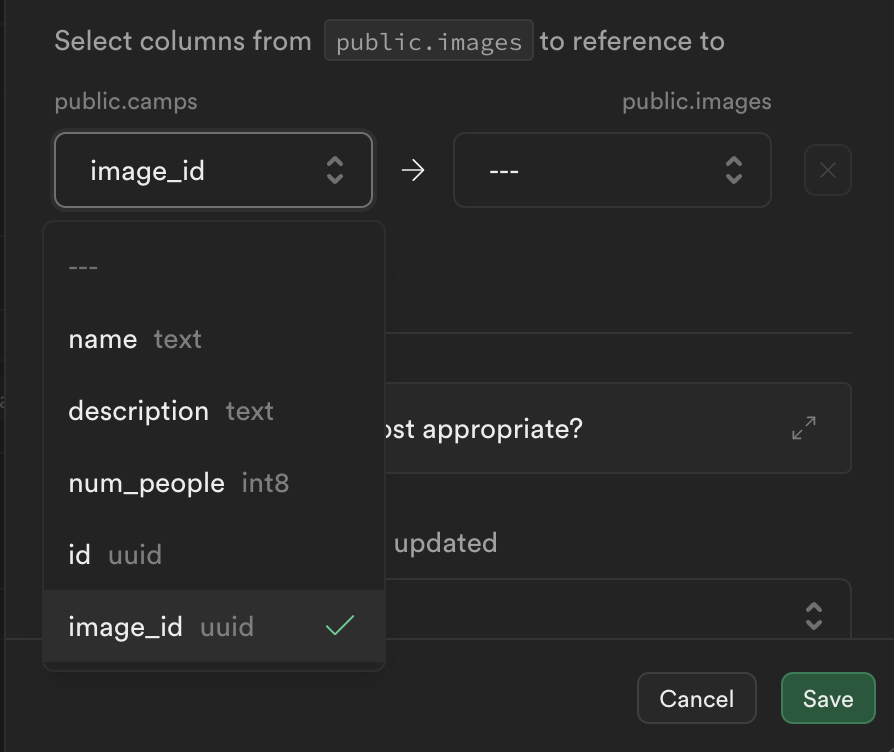 Select columns from public.images to reference to
public.camps public.images
image_id → ---
---
name text
description text
ost appropriate?
num_people int8
updated
id uuid
image_id uuid
Cancel Save